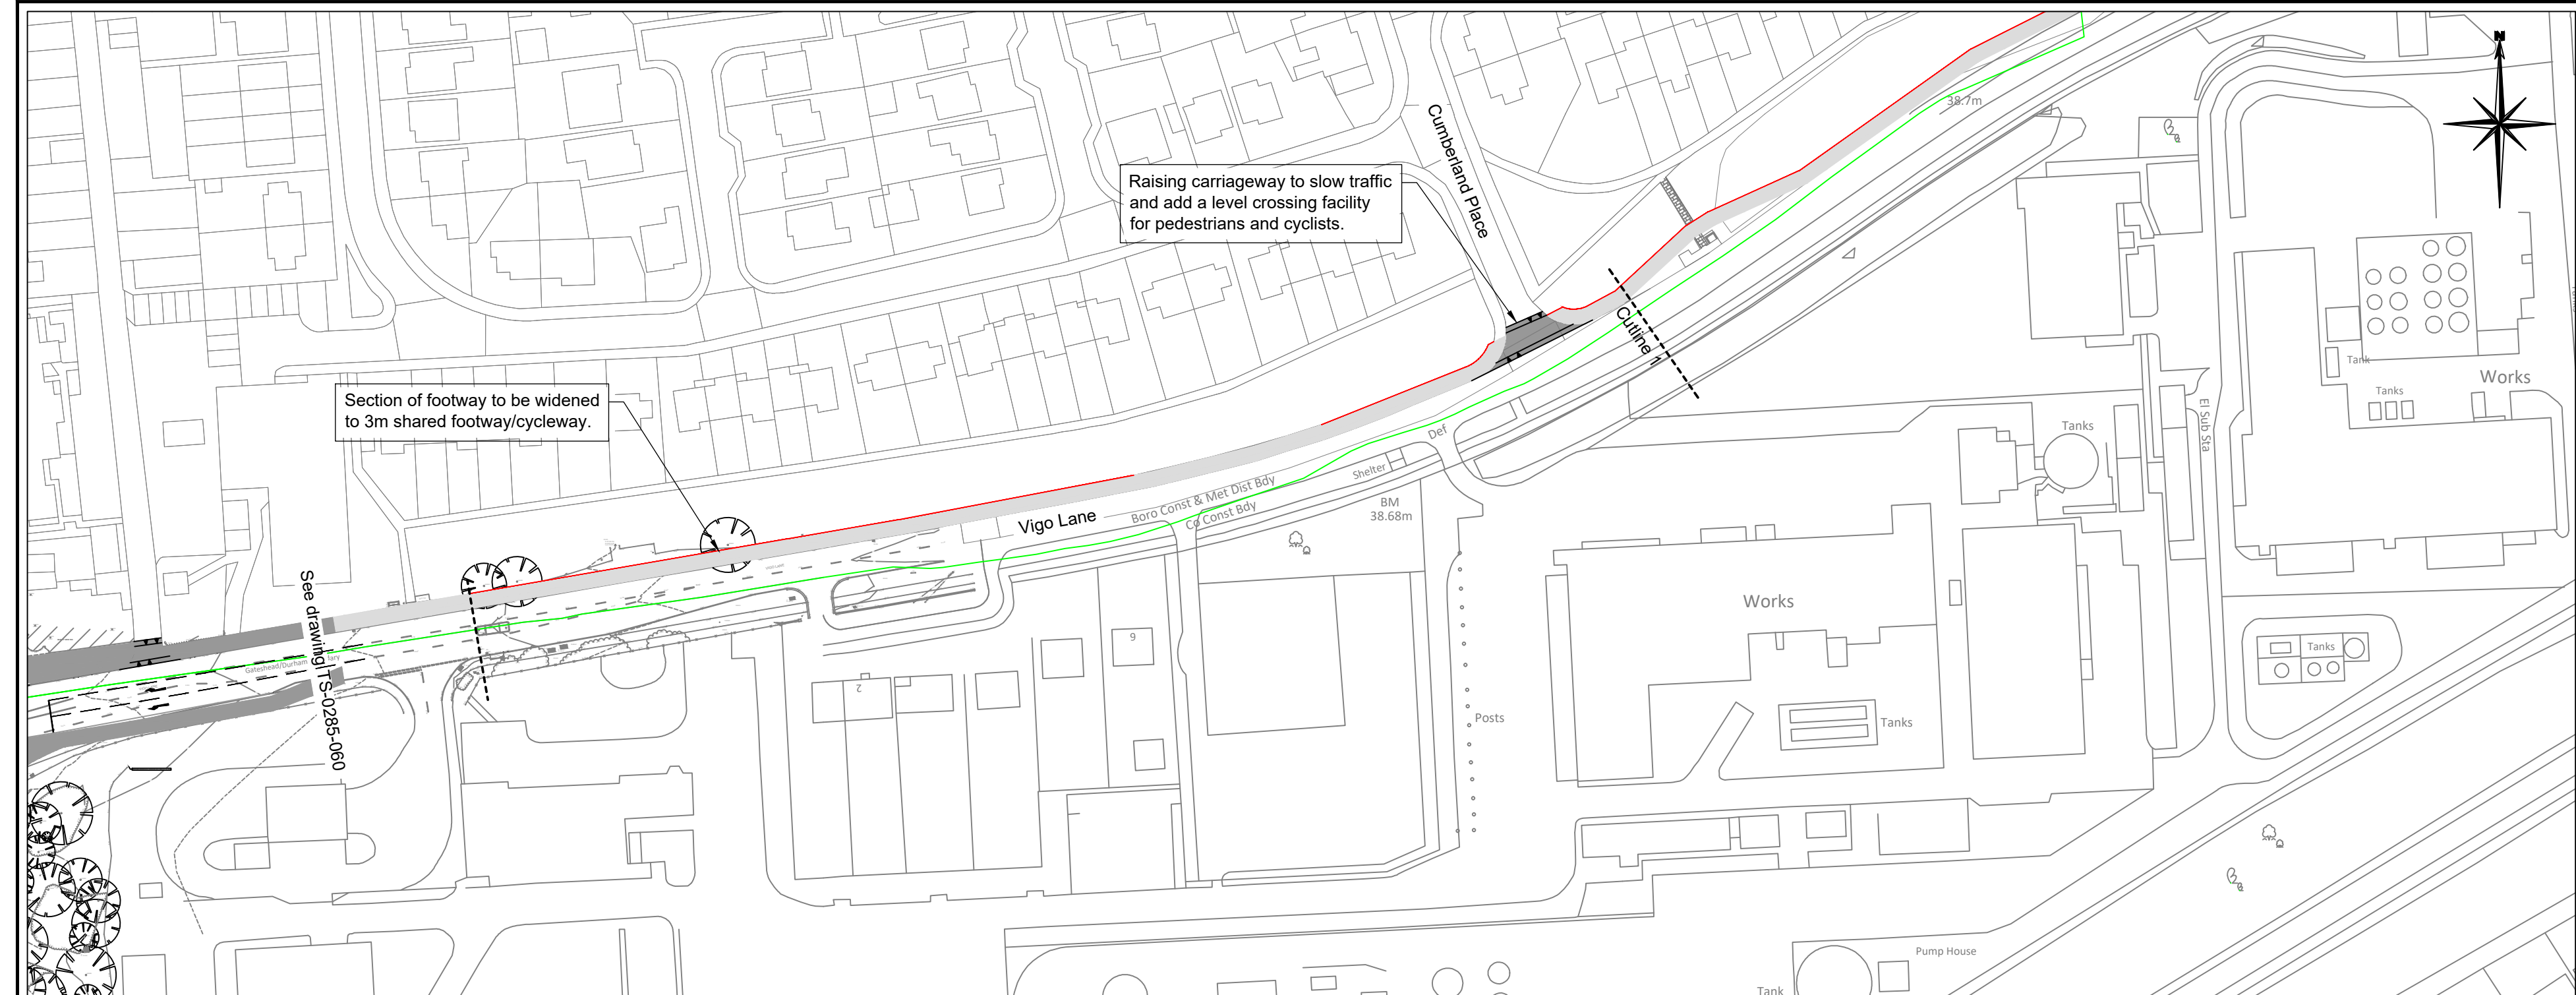 N
38.7m
Cumberland Place
Raising carriageway to slow traffic
and add a level crossing facility
for pedestrians and cyclists.
Cutline 1
Tank
Tanks
Works
El Sub Sta
Tanks
Section of footway to be widened
to 3m shared footway/cycleway.
Def
Shelter
BM
38.68m
Boro Const & Met Dist Bdy
Co Const Bdy
Vigo Lane
See drawing TS-0285-060
Gateshead/Durham
Works
6
2
Tanks
Posts
Tanks
Pump House
Tank